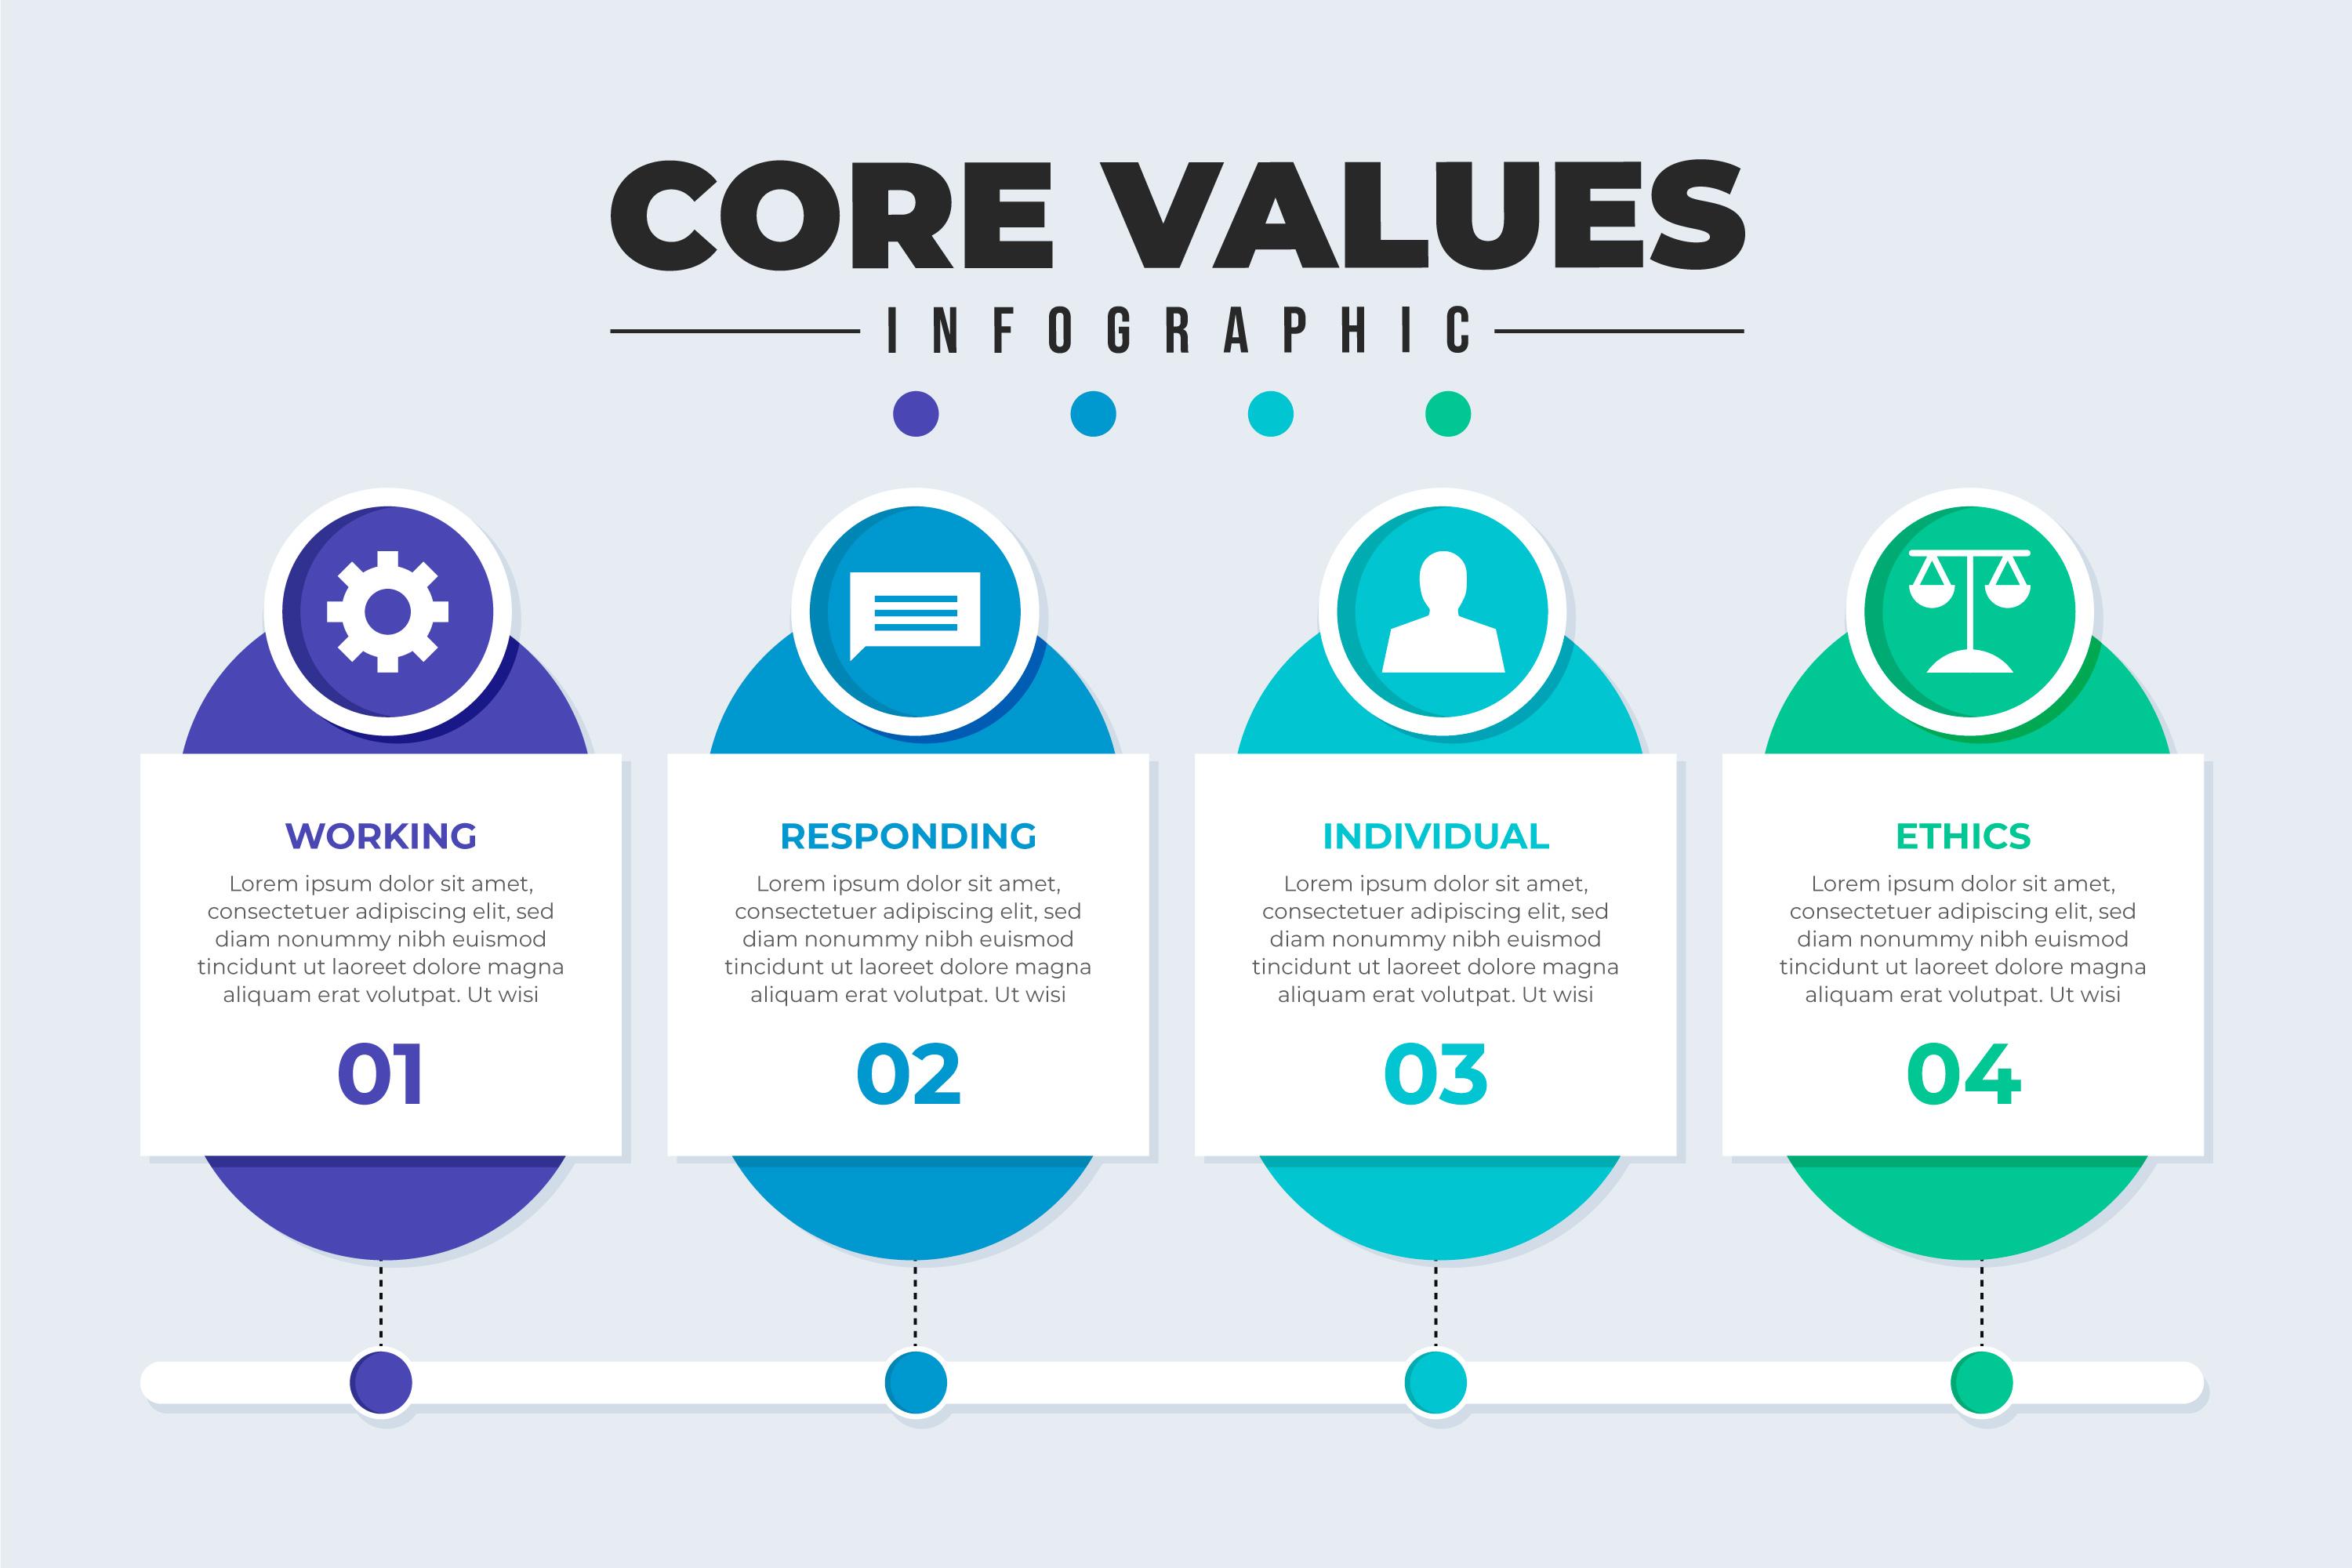 CORE VALUES
INFOGRAPHIC
WORKING
Lorem ipsum dolor sit amet,
consectetuer adipiscing elit, sed
diam nonummy nibh euismod
tincidunt ut laoreet dolore magna
aliquam erat volutpat. Ut wisi
01
RESPONDING
Lorem ipsum dolor sit amet,
consectetuer adipiscing elit, sed
diam nonummy nibh euismod
tincidunt ut laoreet dolore magna
aliquam erat volutpat. Ut wisi
02
INDIVIDUAL
Lorem ipsum dolor sit amet,
consectetuer adipiscing elit, sed
diam nonummy nibh euismod
tincidunt ut laoreet dolore magna
aliquam erat volutpat. Ut wisi
03
ETHICS
Lorem ipsum dolor sit amet,
consectetuer adipiscing elit, sed
diam nonummy nibh euismod
tincidunt ut laoreet dolore magna
aliquam erat volutpat. Ut wisi
04